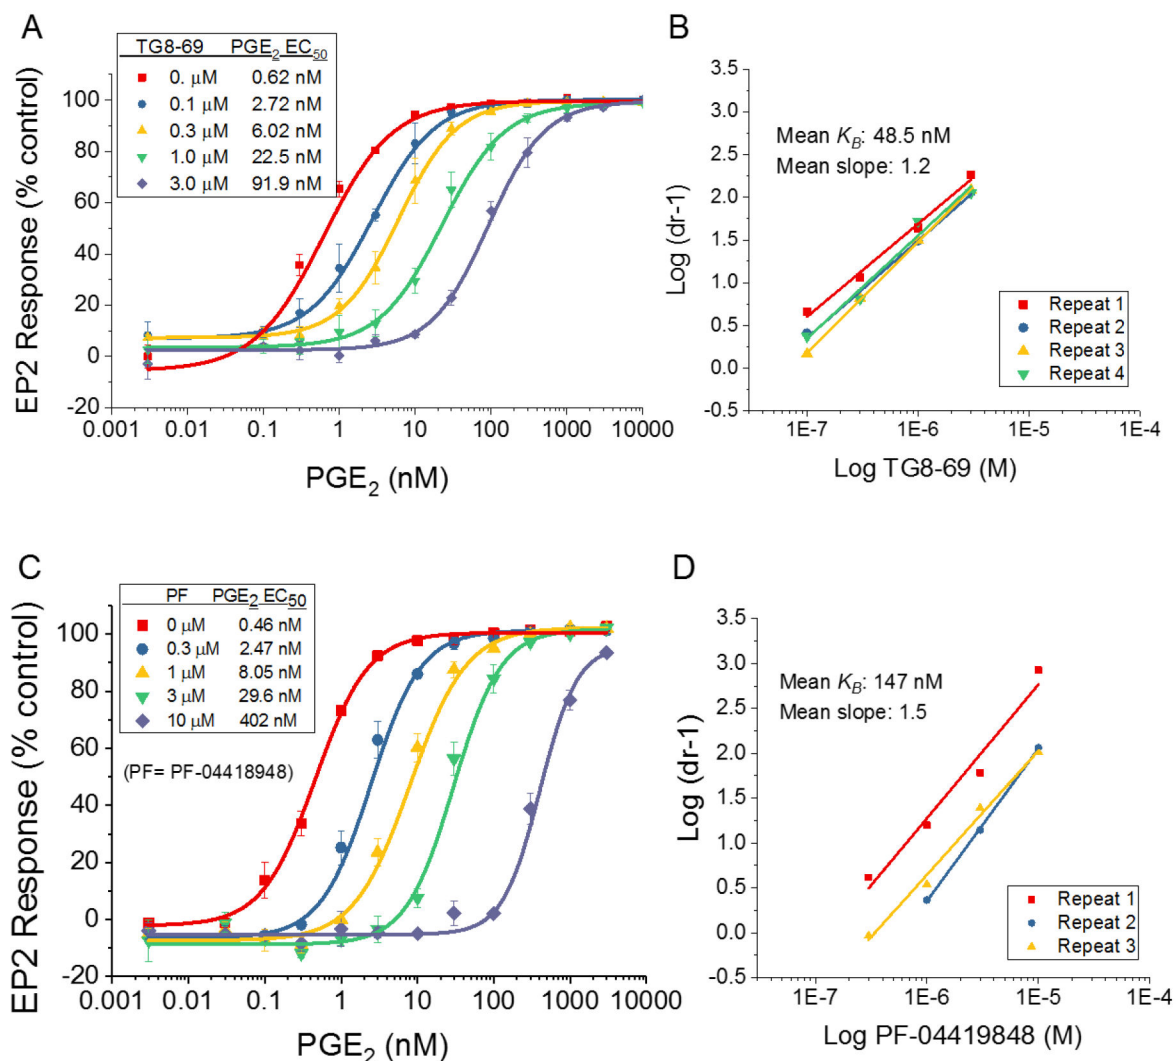 A
TG8-69 PGE₂ EC₅₀
0. μM 0.62 nM
0.1 μM 2.72 nM
0.3 μM 6.02 nM
1.0 μM 22.5 nM
3.0 μM 91.9 nM
EP2 Response (% control)
100
80
60
40
20
0
-20
0.001 0.1 1 10 100 1000 10000
PGE₂ (nM)
B
Log (dr-1)
3.5
3.0
2.5
2.0
1.5
1.0
0.5
0.0
-0.5
Mean K_B: 48.5 nM
Mean slope: 1.2
Repeat 1
Repeat 2
Repeat 3
Repeat 4
1E-7 1E-6 1E-5 1E-4
Log TG8-69 (M)
C
PF PGE₂ EC₅₀
0 μM 0.46 nM
0.3 μM 2.47 nM
1 μM 8.05 nM
3 μM 29.6 nM
10 μM 402 nM
(PF= PF-04418948)
EP2 Response (% control)
100
80
60
40
20
0
-20
0.001 0.01 0.1 1 10 100 1000 10000
PGE₂ (nM)
D
Log (dr-1)
3.5
3.0
2.5
2.0
1.5
1.0
0.5
0.0
-0.5
Mean K_B: 147 nM
Mean slope: 1.5
Repeat 1
Repeat 2
Repeat 3
1E-7 1E-6 1E-5 1E-4
Log PF-04419848 (M)